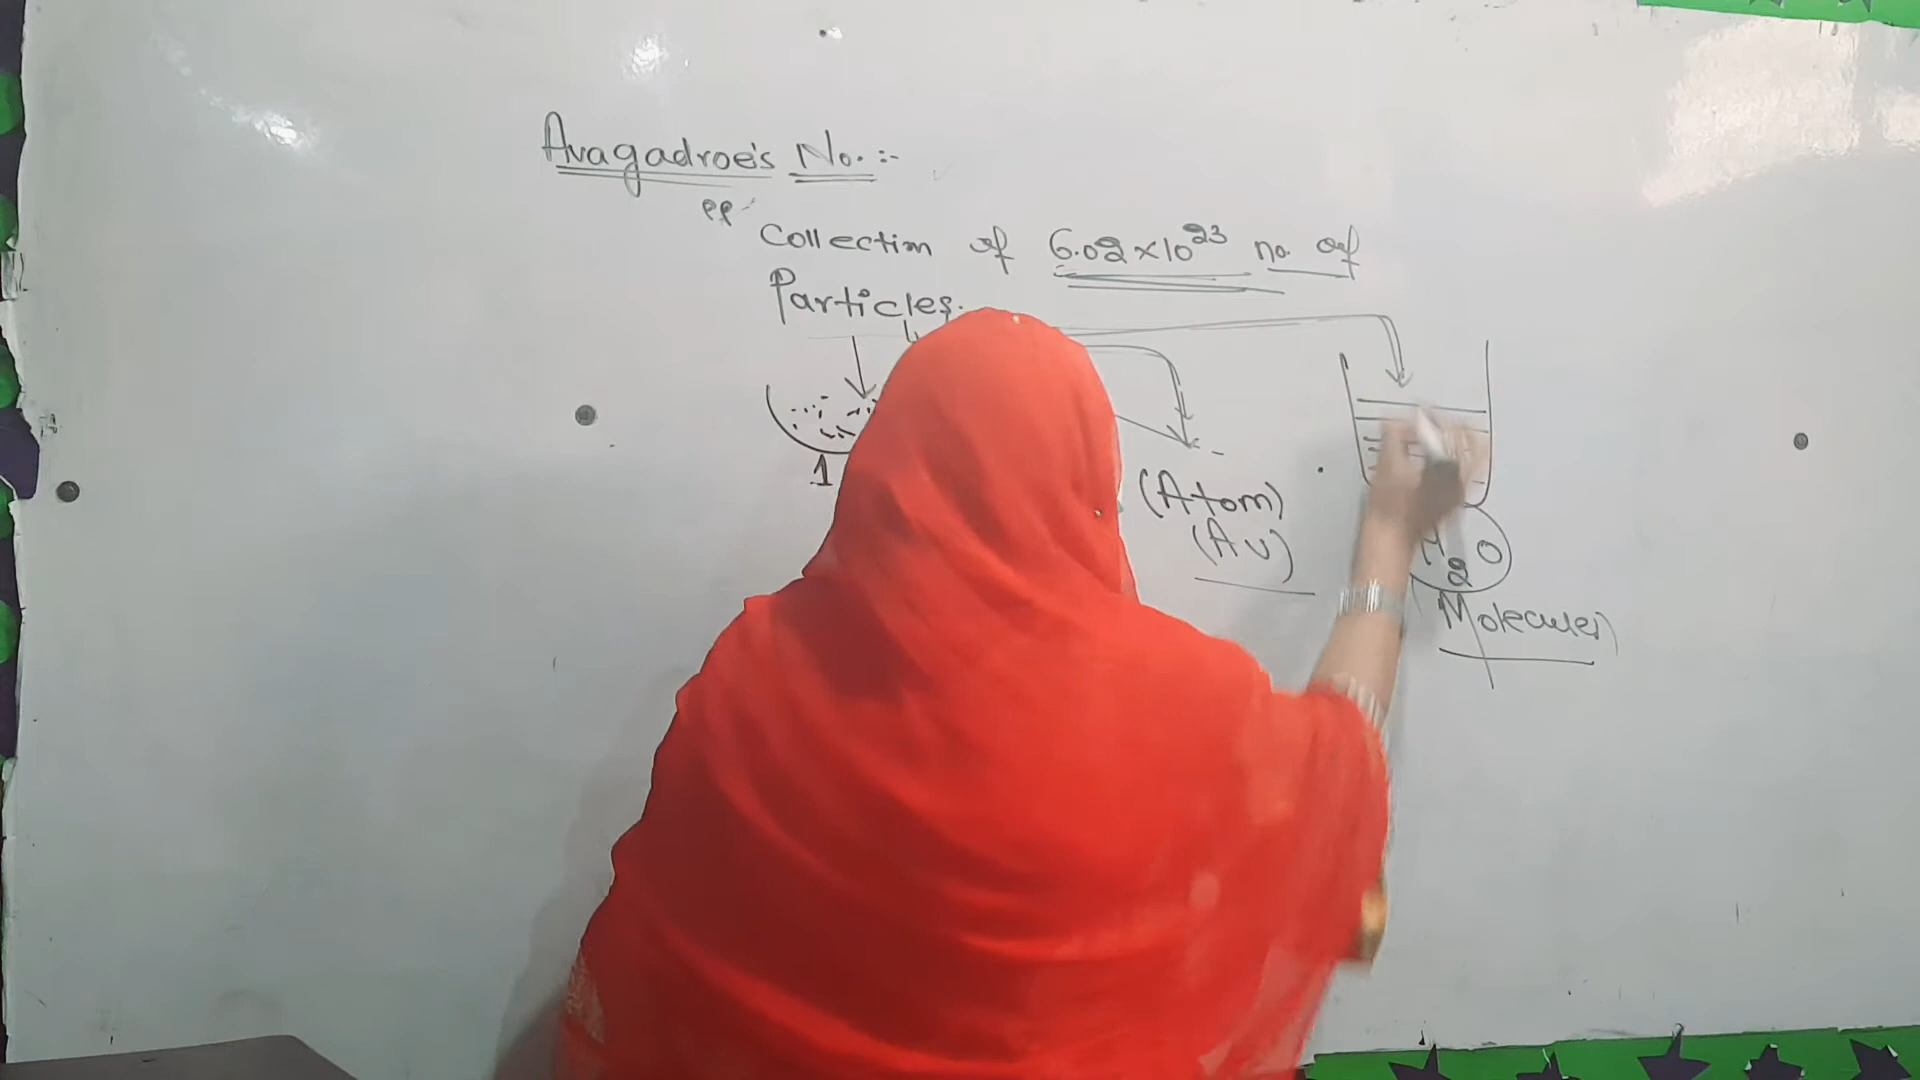 Avagadroe's No. :-
Collection of 6.02×10²³ no. of
Particles.
1
(Atom)
(Au)
H₂O
Molecules